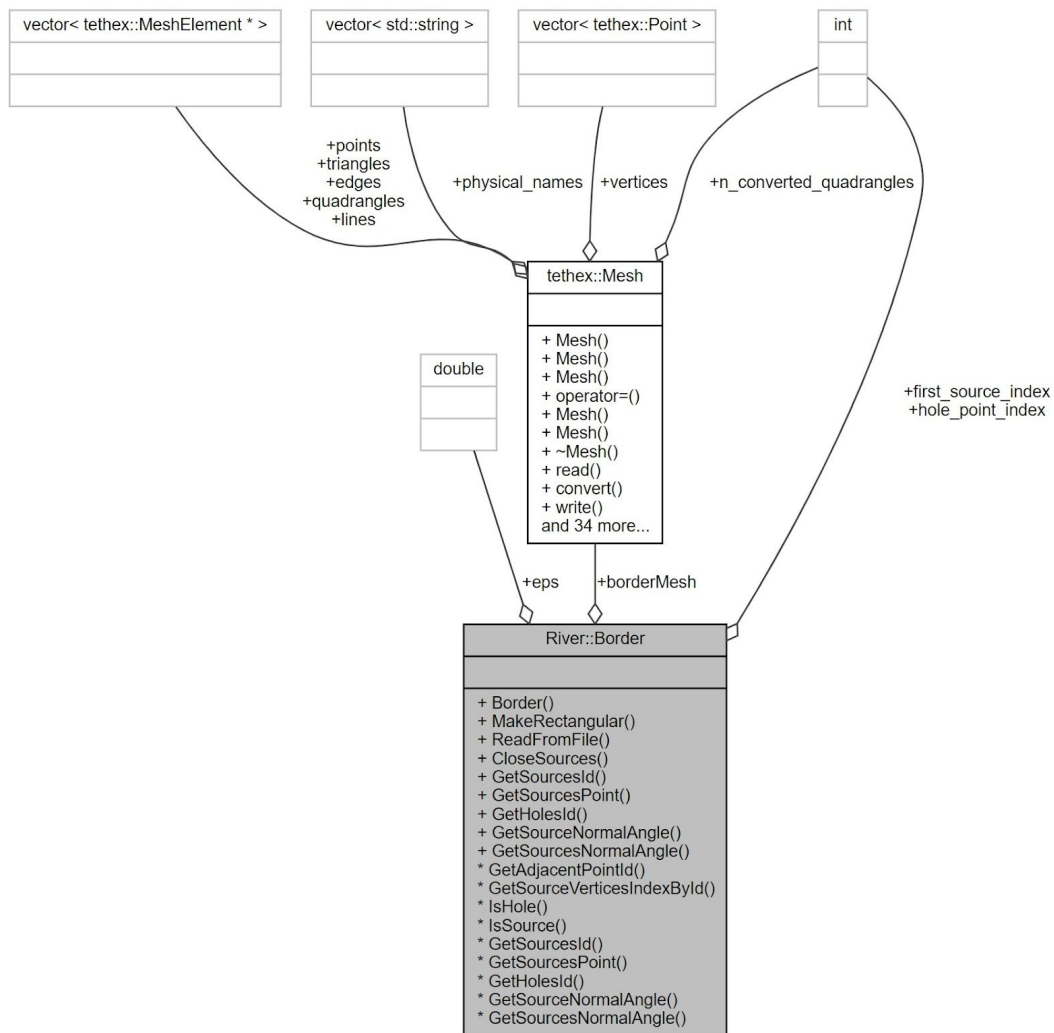 vector< tethex::MeshElement * >
vector< std::string >
vector< tethex::Point >
int
+points
+triangles
+edges
+quadrangles
+lines
+physical_names
+vertices
+n_converted_quadrangles
tethex::Mesh
+ Mesh()
+ Mesh()
+ Mesh()
+ operator=()
+ Mesh()
+ Mesh()
+ ~Mesh()
+ read()
+ convert()
+ write()
and 34 more...
double
+first_source_index
+hole_point_index
+eps
+borderMesh
River::Border
+ Border()
+ MakeRectangular()
+ ReadFromFile()
+ CloseSources()
+ GetSourcesId()
+ GetSourcesPoint()
+ GetHolesId()
+ GetSourceNormalAngle()
+ GetSourcesNormalAngle()
* GetAdjacentPointId()
* GetSourceVerticesIndexById()
* IsHole()
* IsSource()
* GetSourcesId()
* GetSourcesPoint()
* GetHolesId()
* GetSourceNormalAngle()
* GetSourcesNormalAngle()